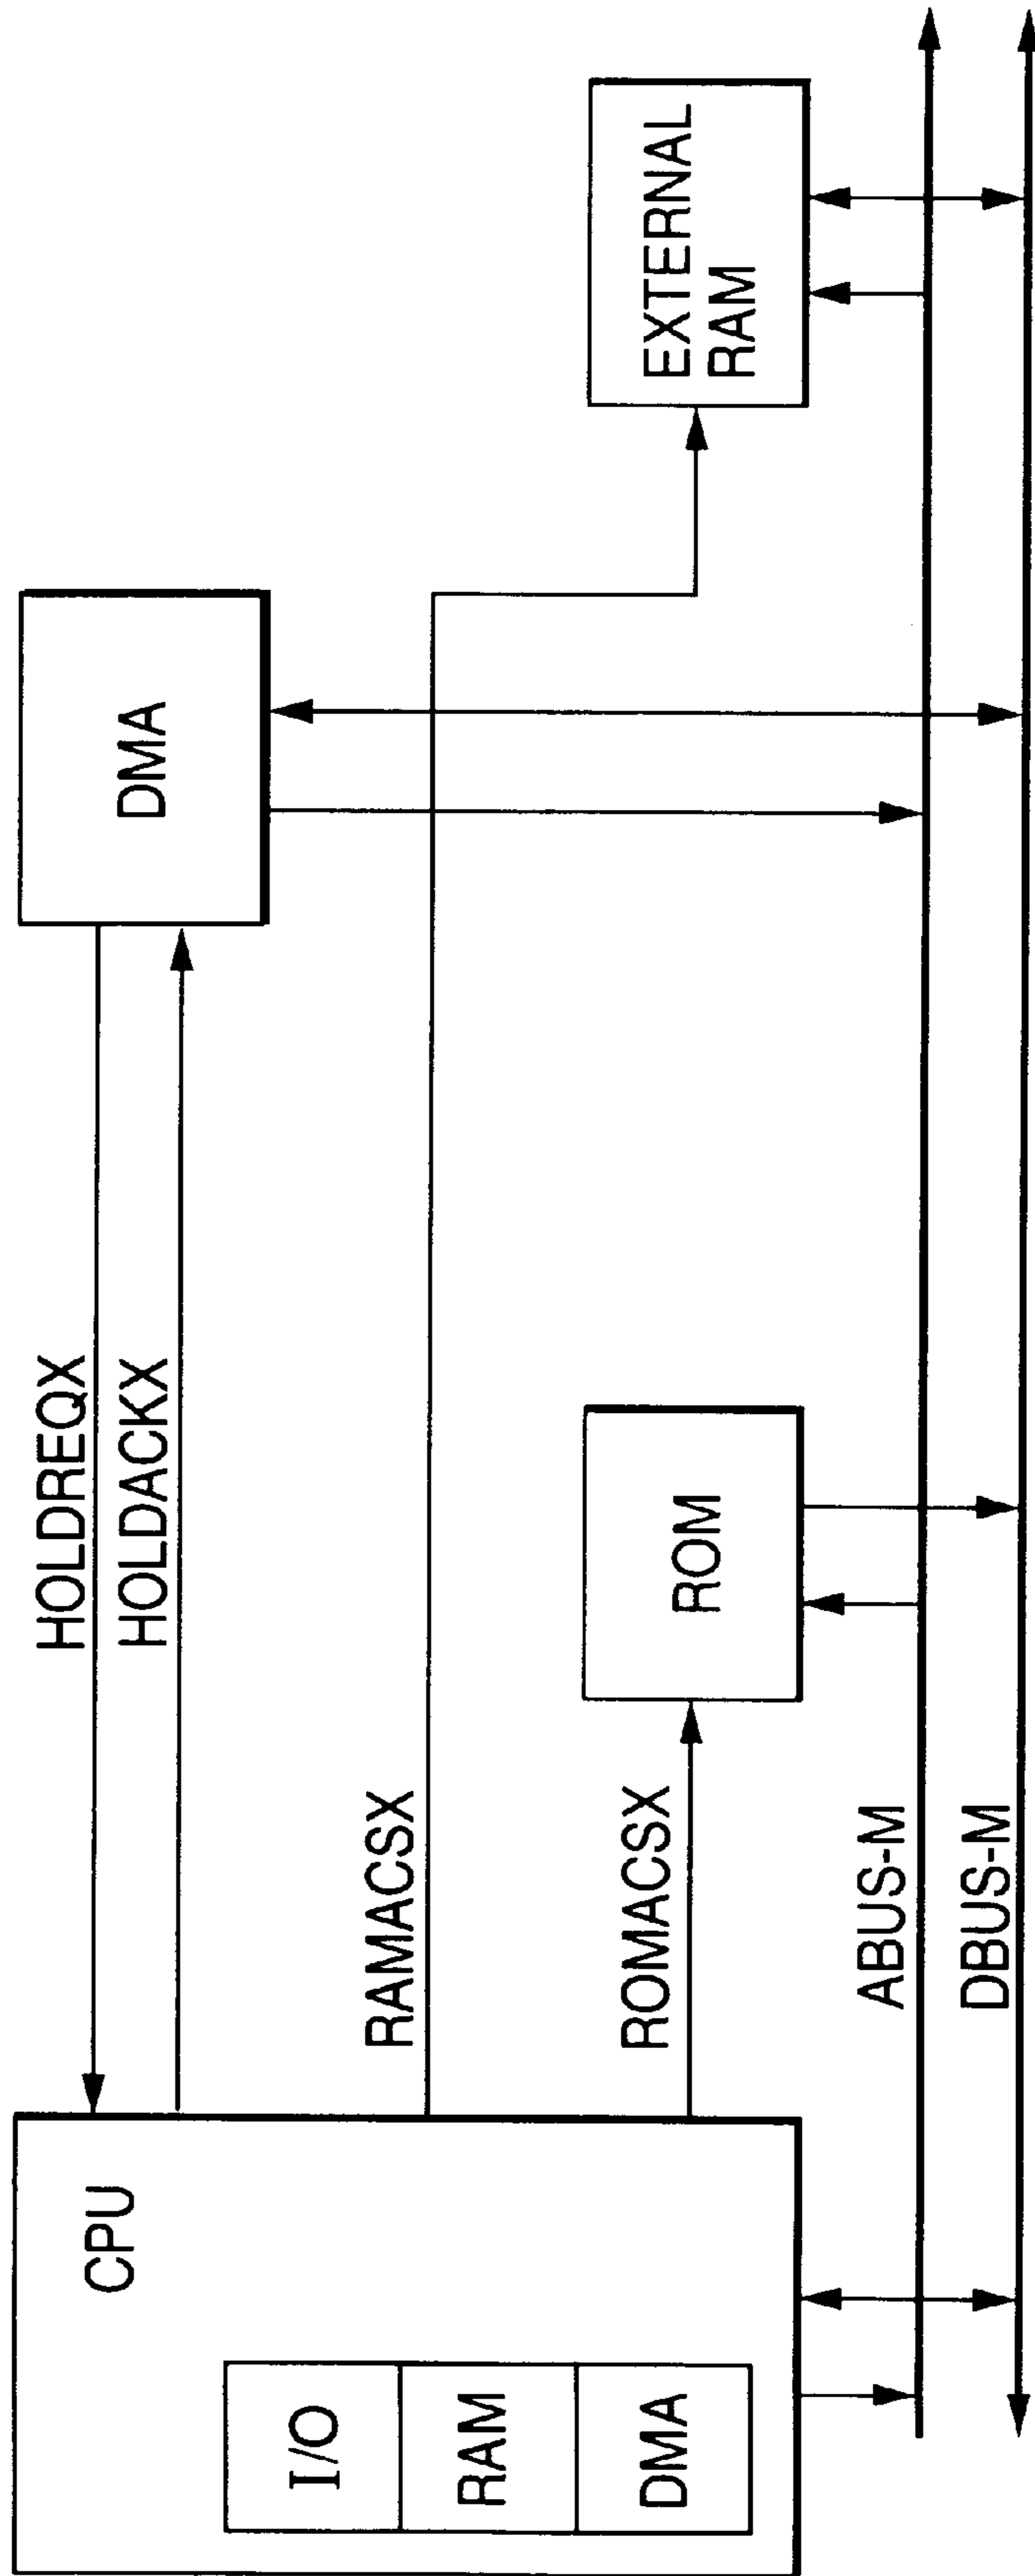 CPU
I/O
RAM
DMA
HOLDREQX
HOLDACKX
RAMACSX
ROMACSX
ABUS-M
DBUS-M
ROM
DMA
EXTERNAL
RAM